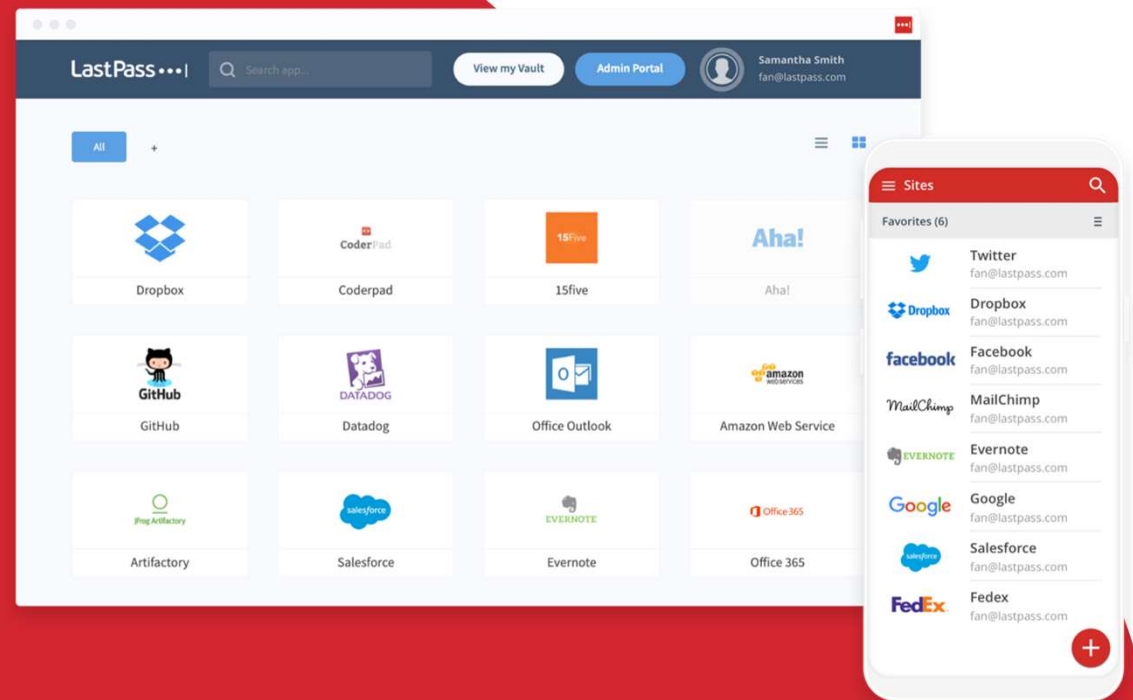 LastPass •••|
Search app...
View my Vault
Admin Portal
Samantha Smith
fan@lastpass.com
All
+
Dropbox
CoderPad
Coderpad
15Five
15five
Aha!
Aha!
GitHub
GitHub
DATADOG
Datadog
Office Outlook
amazon
webservices
Amazon Web Service
JFrog Artifactory
Artifactory
salesforce
Salesforce
EVERNOTE
Evernote
Office 365
Office 365
Sites
Favorites (6)
Twitter
fan@lastpass.com
Dropbox
Dropbox
fan@lastpass.com
facebook
Facebook
fan@lastpass.com
MailChimp
MailChimp
fan@lastpass.com
EVERNOTE
Evernote
fan@lastpass.com
Google
Google
fan@lastpass.com
salesforce
Salesforce
fan@lastpass.com
FedEx
Fedex
fan@lastpass.com
+